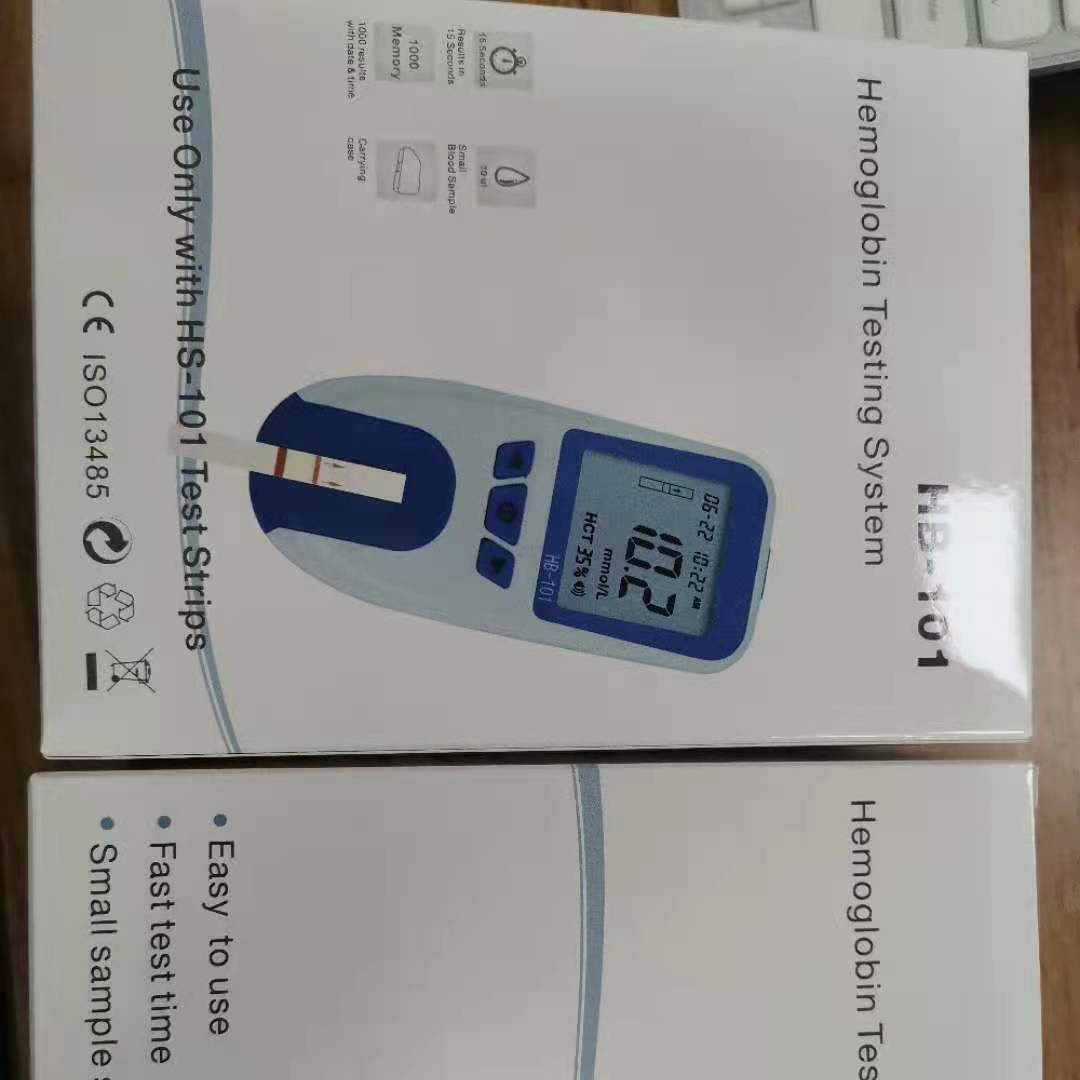 HB-101
Hemoglobin Testing System
15 Seconds
Results in
15 Seconds
Small
Blood Sample
1000
Memory
1000 results
with date & time
Carrying
case
06-22 10:22 AM
10.2
mmol/L
HCT 35%
HB-101
Use Only with HS-101 Test Strips
CE ISO13485
Hemoglobin Tes
• Easy to use
• Fast test time
• Small sample